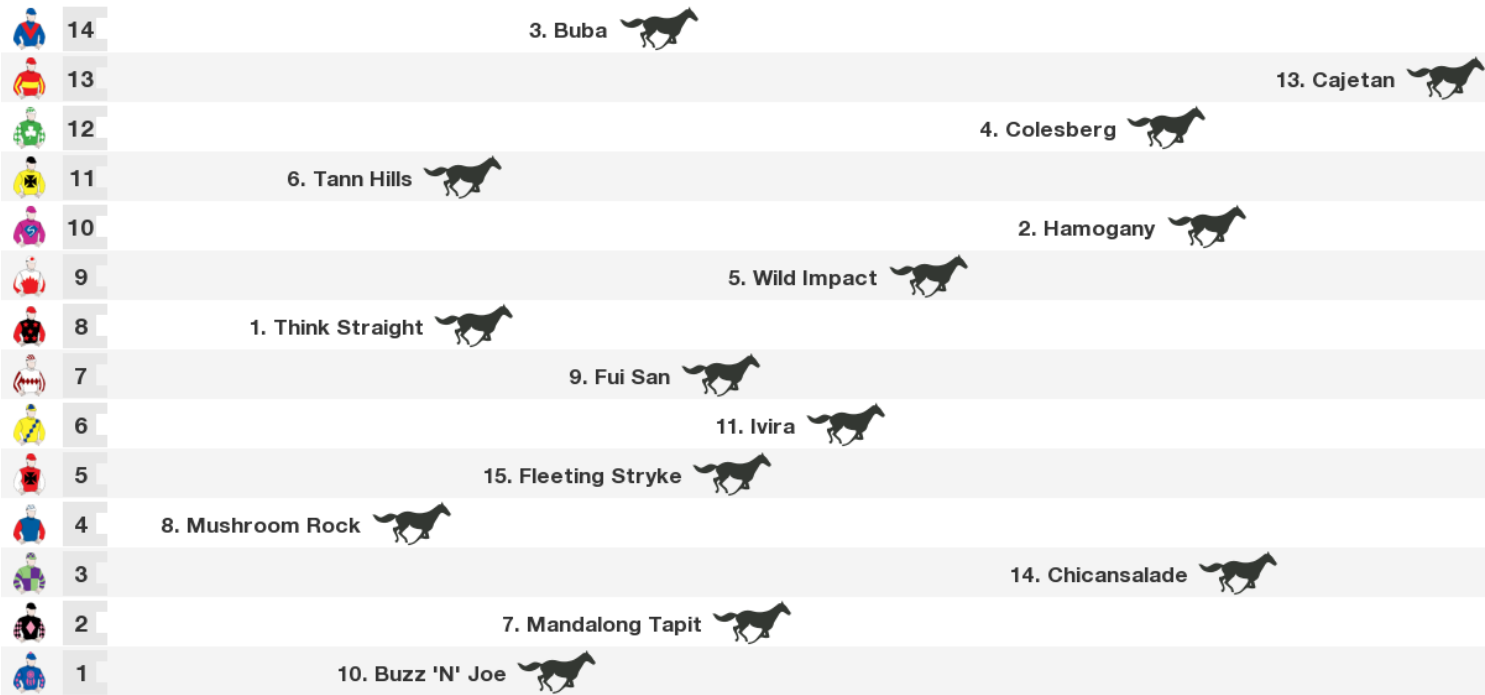 14 3. Buba
13 13. Cajetan
12 4. Colesberg
11 6. Tann Hills
10 2. Hamogany
9 5. Wild Impact
8 1. Think Straight
7 9. Fui San
6 11. Ivira
5 15. Fleeting Stryke
4 8. Mushroom Rock
3 14. Chicansalade
2 7. Mandalong Tapit
1 10. Buzz 'N' Joe